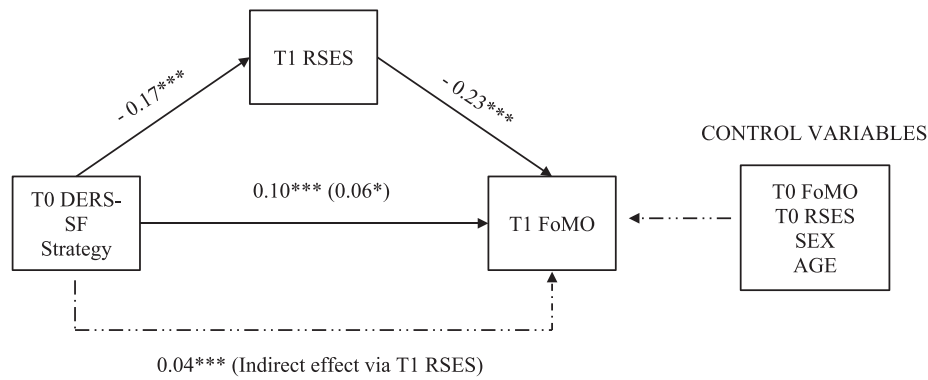 T1 RSES
- 0.17***
- 0.23***
CONTROL VARIABLES
T0 DERS-
SF
Strategy
0.10*** (0.06*)
T1 FoMO
T0 FoMO
T0 RSES
SEX
AGE
0.04*** (Indirect effect via T1 RSES)